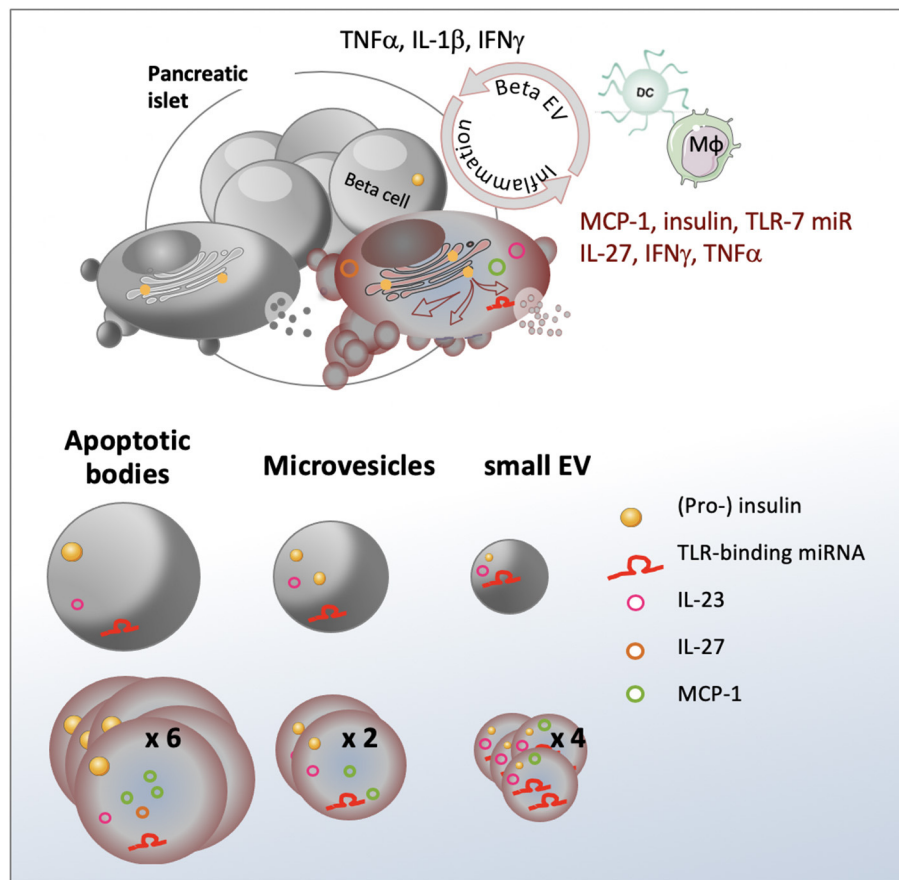 TNFα, IL-1β, IFNγ
Pancreatic
islet
Beta EV
Inflammation
DC
Mϕ
Beta cell
MCP-1, insulin, TLR-7 miR
IL-27, IFNγ, TNFα
Apoptotic
bodies
Microvesicles
small EV
(Pro-) insulin
TLR-binding miRNA
IL-23
IL-27
MCP-1
x 6
x 2
x 4